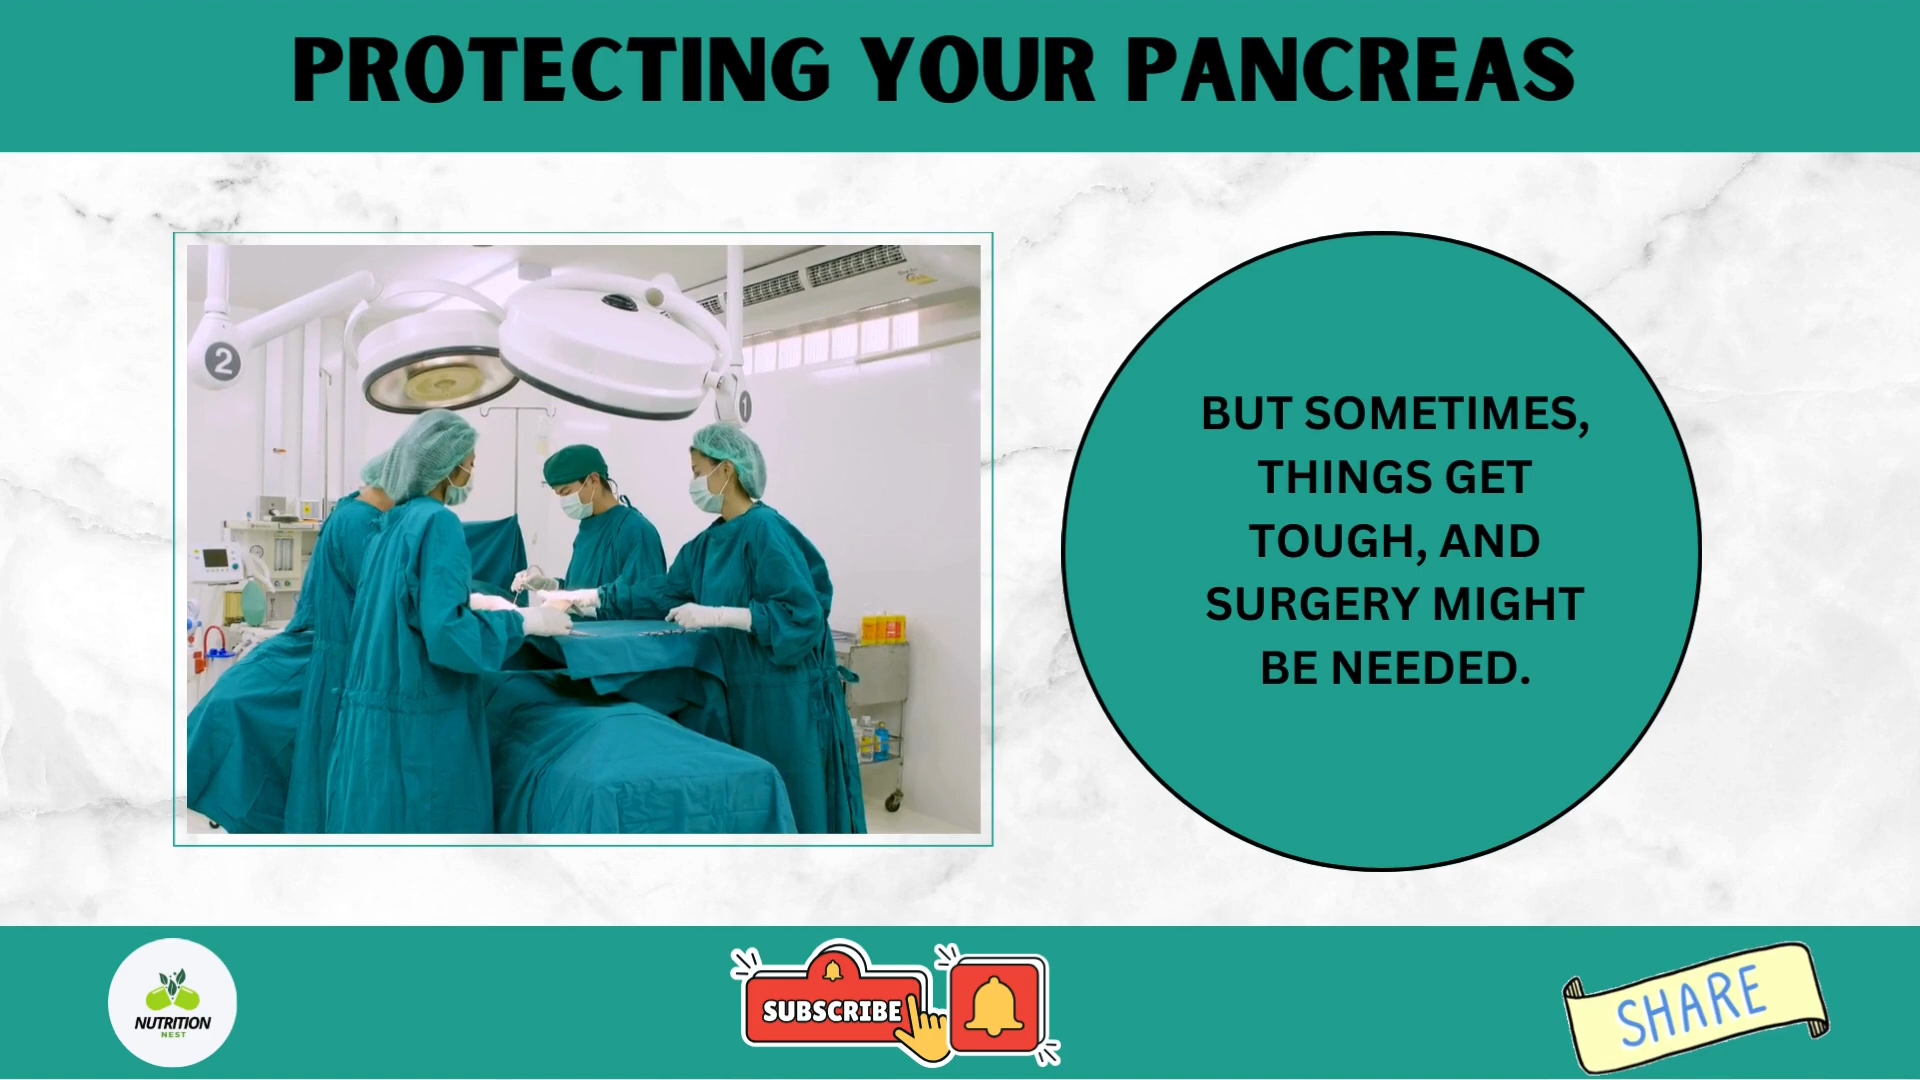 PROTECTING YOUR PANCREAS
2
1
BUT SOMETIMES,
THINGS GET
TOUGH, AND
SURGERY MIGHT
BE NEEDED.
NUTRITION
NEST
SUBSCRIBE
SHARE